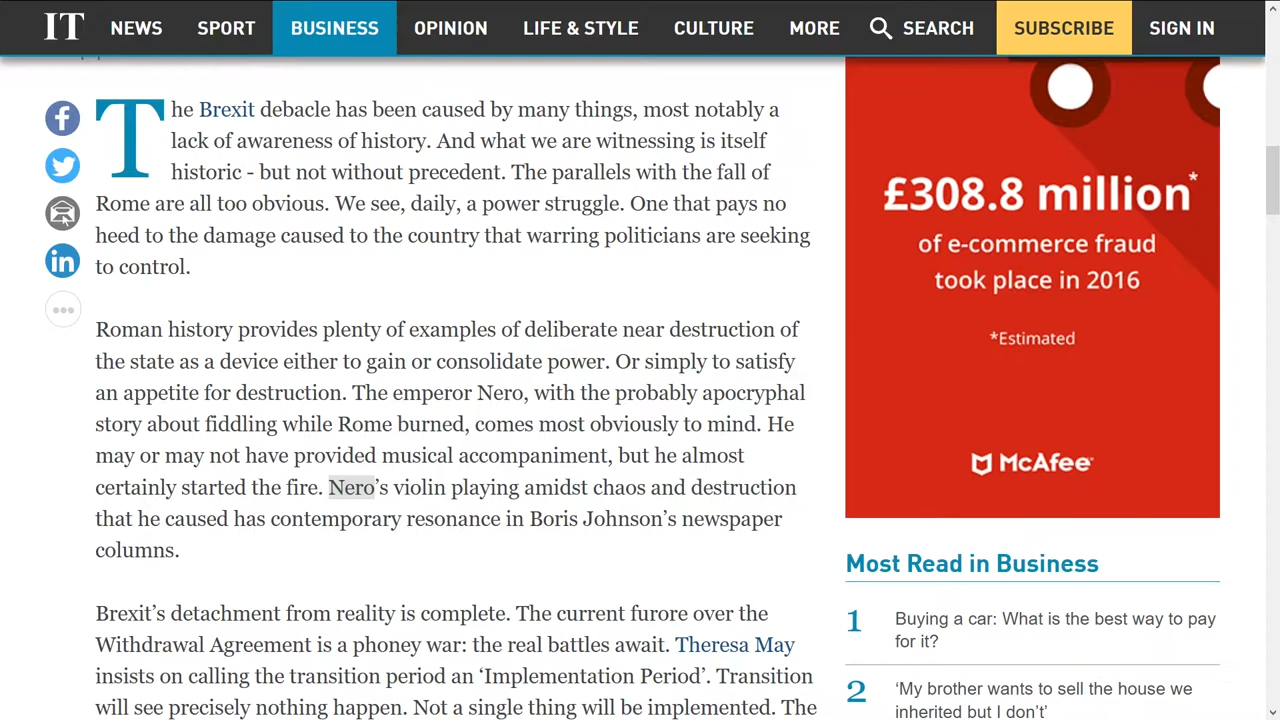 IT NEWS SPORT BUSINESS OPINION LIFE & STYLE CULTURE MORE SEARCH SUBSCRIBE SIGN IN
The Brexit debacle has been caused by many things, most notably a
lack of awareness of history. And what we are witnessing is itself
historic - but not without precedent. The parallels with the fall of
Rome are all too obvious. We see, daily, a power struggle. One that pays no
heed to the damage caused to the country that warring politicians are seeking
to control.
Roman history provides plenty of examples of deliberate near destruction of
the state as a device either to gain or consolidate power. Or simply to satisfy
an appetite for destruction. The emperor Nero, with the probably apocryphal
story about fiddling while Rome burned, comes most obviously to mind. He
may or may not have provided musical accompaniment, but he almost
certainly started the fire. Nero’s violin playing amidst chaos and destruction
that he caused has contemporary resonance in Boris Johnson’s newspaper
columns.
Brexit’s detachment from reality is complete. The current furore over the
Withdrawal Agreement is a phoney war: the real battles await. Theresa May
insists on calling the transition period an ‘Implementation Period’. Transition
will see precisely nothing happen. Not a single thing will be implemented. The
£308.8 million*
of e-commerce fraud
took place in 2016
*Estimated
McAfee
Most Read in Business
1 Buying a car: What is the best way to pay
for it?
2 ‘My brother wants to sell the house we
inherited but I don’t’